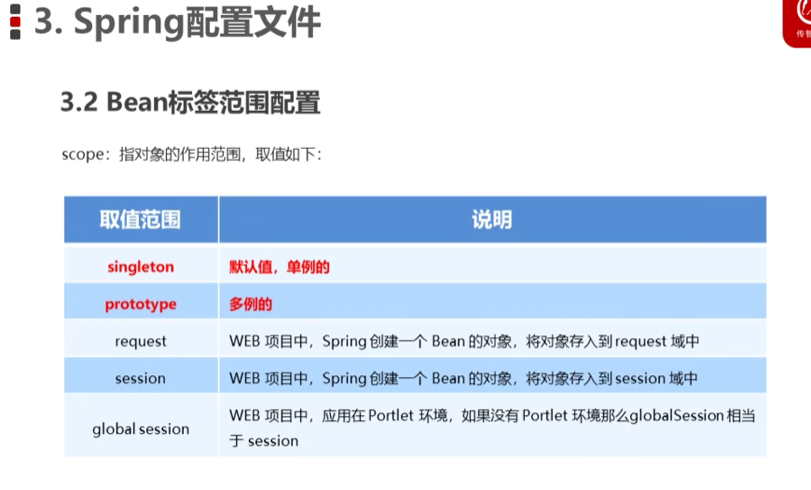 3. Spring配置文件
传智
3.2 Bean标签范围配置
scope：指对象的作用范围，取值如下：
取值范围 说明
singleton 默认值，单例的
prototype 多例的
request WEB 项目中，Spring 创建一个 Bean 的对象，将对象存入到 request 域中
session WEB 项目中，Spring 创建一个 Bean 的对象，将对象存入到 session 域中
global session WEB 项目中，应用在 Portlet 环境，如果没有 Portlet 环境那么globalSession 相当
于 session